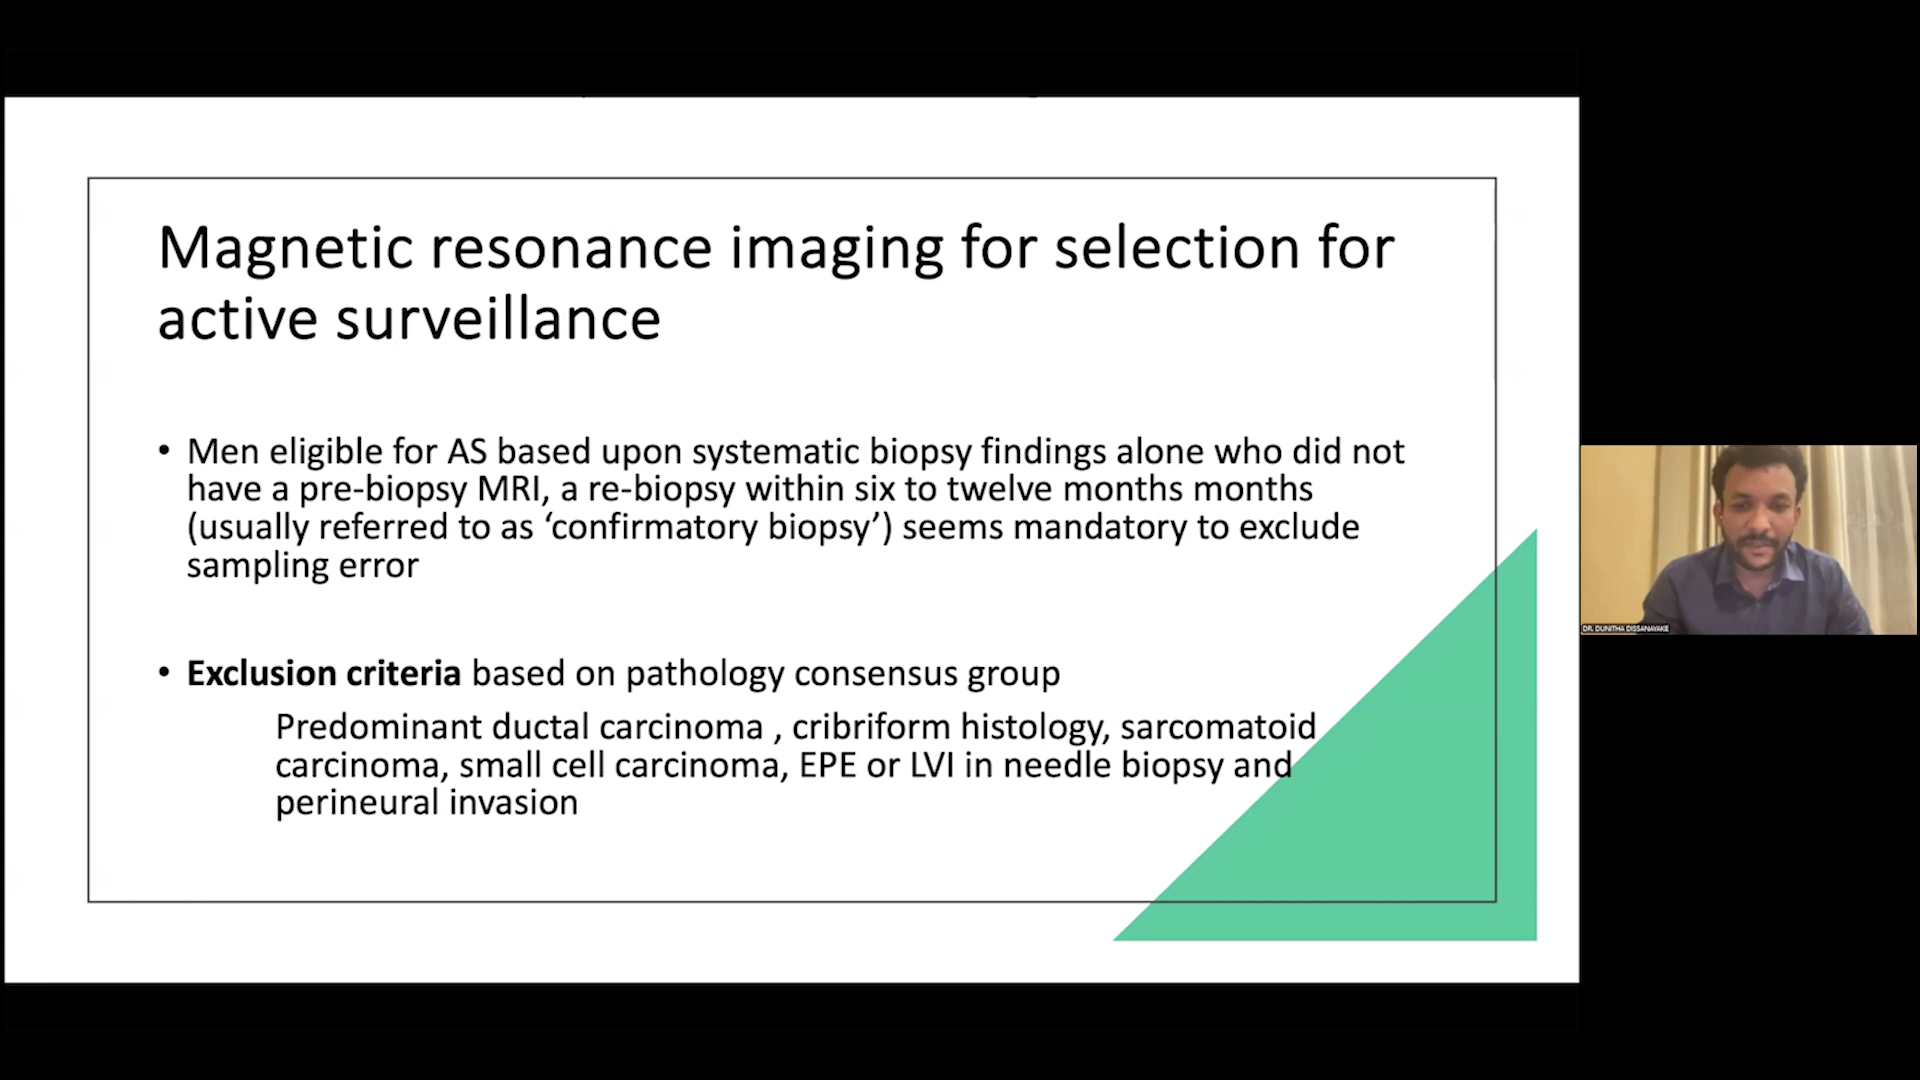 Magnetic resonance imaging for selection for
active surveillance
• Men eligible for AS based upon systematic biopsy findings alone who did not
have a pre-biopsy MRI, a re-biopsy within six to twelve months months
(usually referred to as ‘confirmatory biopsy’) seems mandatory to exclude
sampling error
• Exclusion criteria based on pathology consensus group
Predominant ductal carcinoma , cribriform histology, sarcomatoid
carcinoma, small cell carcinoma, EPE or LVI in needle biopsy and
perineural invasion
DR. DUNITHA DISSANAYAKE